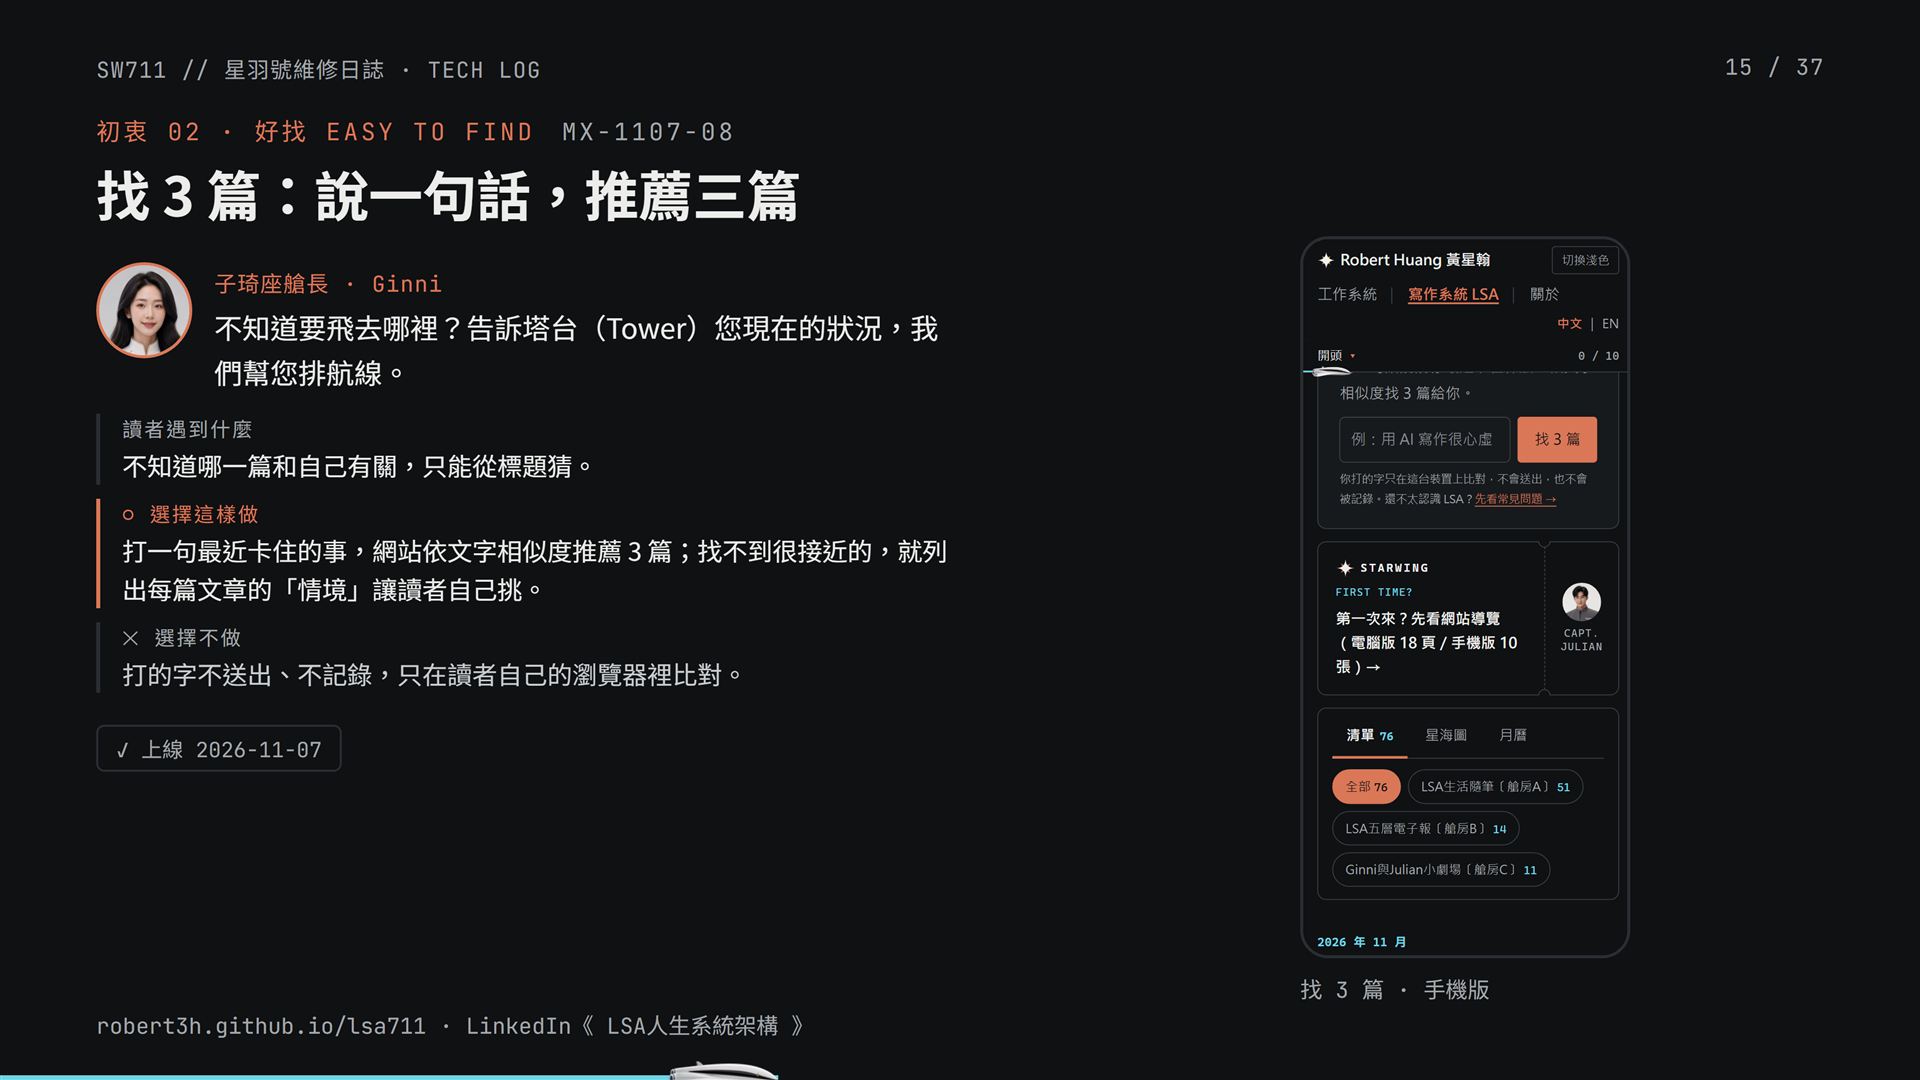 SW711 // 星羽號維修日誌 · TECH LOG
15 / 37
初衷 02 · 好找 EASY TO FIND MX-1107-08
找 3 篇：說一句話，推薦三篇
子琦座艙長 · Ginni
不知道要飛去哪裡？告訴塔台（Tower）您現在的狀況，我
們幫您排航線。
讀者遇到什麼
不知道哪一篇和自己有關，只能從標題猜。
○ 選擇這樣做
打一句最近卡住的事，網站依文字相似度推薦 3 篇；找不到很接近的，就列
出每篇文章的「情境」讓讀者自己挑。
× 選擇不做
打的字不送出、不記錄，只在讀者自己的瀏覽器裡比對。
✓ 上線 2026-11-07
Robert Huang 黃星翰
切換淺色
工作系統 | 寫作系統 LSA | 關於
中文 | EN
開頭 ▾
0 / 10
相似度找 3 篇給你。
例：用 AI 寫作很心虛
找 3 篇
你打的字只在這台裝置上比對，不會送出，也不會
被記錄。還不太認識 LSA？先看常見問題 →
STARWING
FIRST TIME?
第一次來？先看網站導覽
（電腦版 18 頁 / 手機版 10
張）→
CAPT.
JULIAN
清單 76 星海圖 月曆
全部 76 LSA生活隨筆〔艙房A〕 51
LSA五層電子報〔艙房B〕 14
Ginni與Julian小劇場〔艙房C〕 11
2026 年 11 月
找 3 篇 · 手機版
robert3h.github.io/lsa711 · LinkedIn《 LSA人生系統架構 》